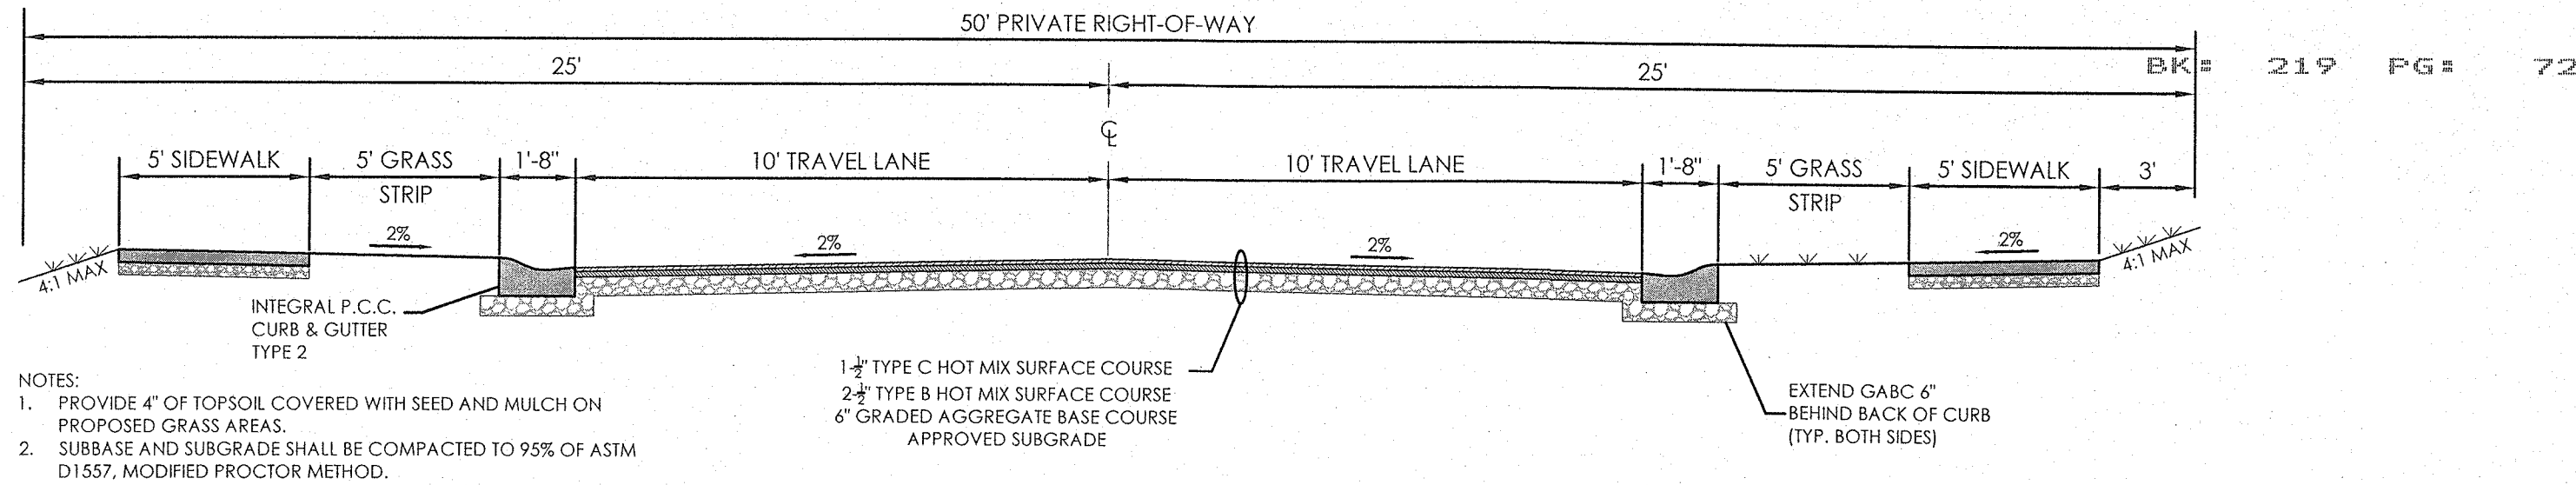 50' PRIVATE RIGHT-OF-WAY
25'
25'
BK: 219 PG: 72
℄
5' SIDEWALK
5' GRASS
STRIP
1'-8"
10' TRAVEL LANE
10' TRAVEL LANE
1'-8"
5' GRASS
STRIP
5' SIDEWALK
3'
2%
2%
2%
2%
4:1 MAX
4:1 MAX
INTEGRAL P.C.C.
CURB & GUTTER
TYPE 2
1-½" TYPE C HOT MIX SURFACE COURSE
2-½" TYPE B HOT MIX SURFACE COURSE
6" GRADED AGGREGATE BASE COURSE
APPROVED SUBGRADE
EXTEND GABC 6"
BEHIND BACK OF CURB
(TYP. BOTH SIDES)
NOTES:
1. PROVIDE 4" OF TOPSOIL COVERED WITH SEED AND MULCH ON
PROPOSED GRASS AREAS.
2. SUBBASE AND SUBGRADE SHALL BE COMPACTED TO 95% OF ASTM
D1557, MODIFIED PROCTOR METHOD.